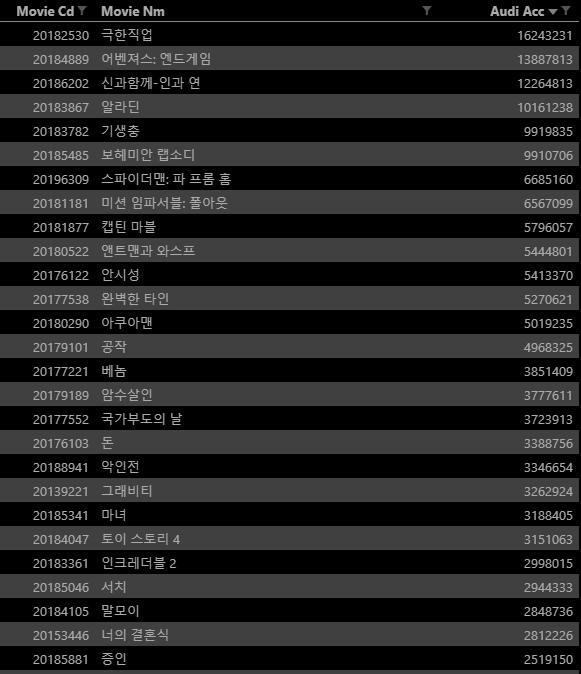 Movie Cd Movie Nm Audi Acc
20182530 극한직업 16243231
20184889 어벤져스: 엔드게임 13887813
20186202 신과함께-인과 연 12264813
20183867 알라딘 10161238
20183782 기생충 9919835
20185485 보헤미안 랩소디 9910706
20196309 스파이더맨: 파 프롬 홈 6685160
20181181 미션 임파서블: 폴아웃 6567099
20181877 캡틴 마블 5796057
20180522 앤트맨과 와스프 5444801
20176122 안시성 5413370
20177538 완벽한 타인 5270621
20180290 아쿠아맨 5019235
20179101 공작 4968325
20177221 베놈 3851409
20179189 암수살인 3777611
20177552 국가부도의 날 3723913
20176103 돈 3388756
20188941 악인전 3346654
20139221 그래비티 3262924
20185341 마녀 3188405
20184047 토이 스토리 4 3151063
20183361 인크레더블 2 2998015
20185046 서치 2944333
20184105 말모이 2848736
20153446 너의 결혼식 2812226
20185881 증인 2519150